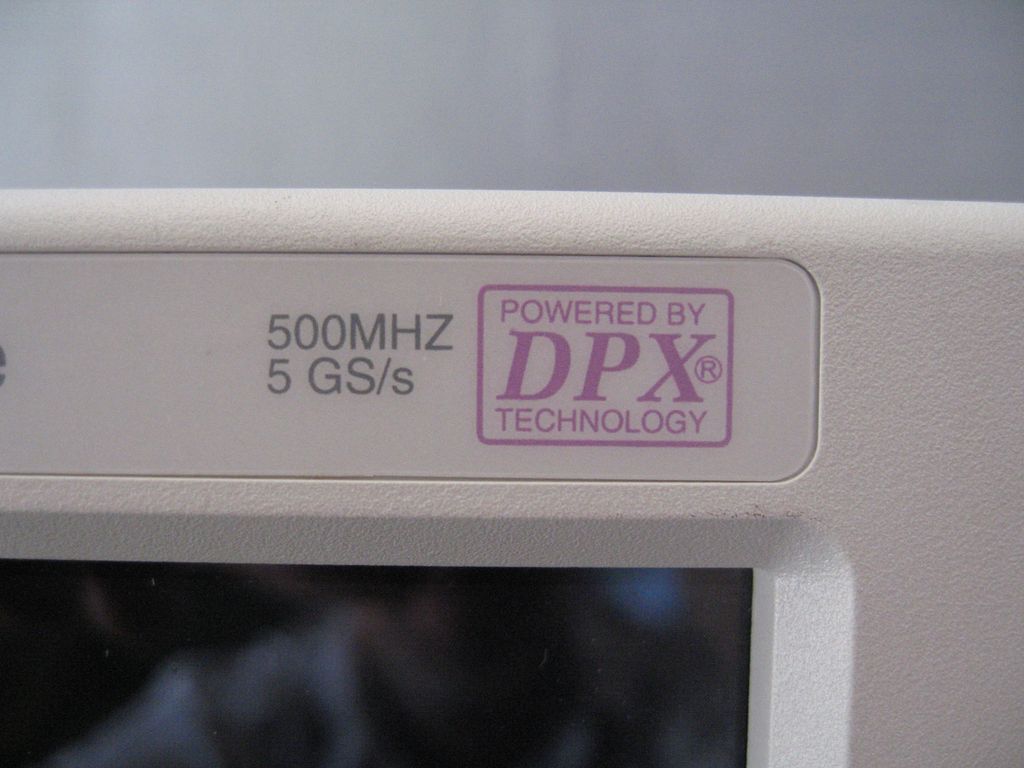 500MHZ
5 GS/s
POWERED BY
DPX®
TECHNOLOGY